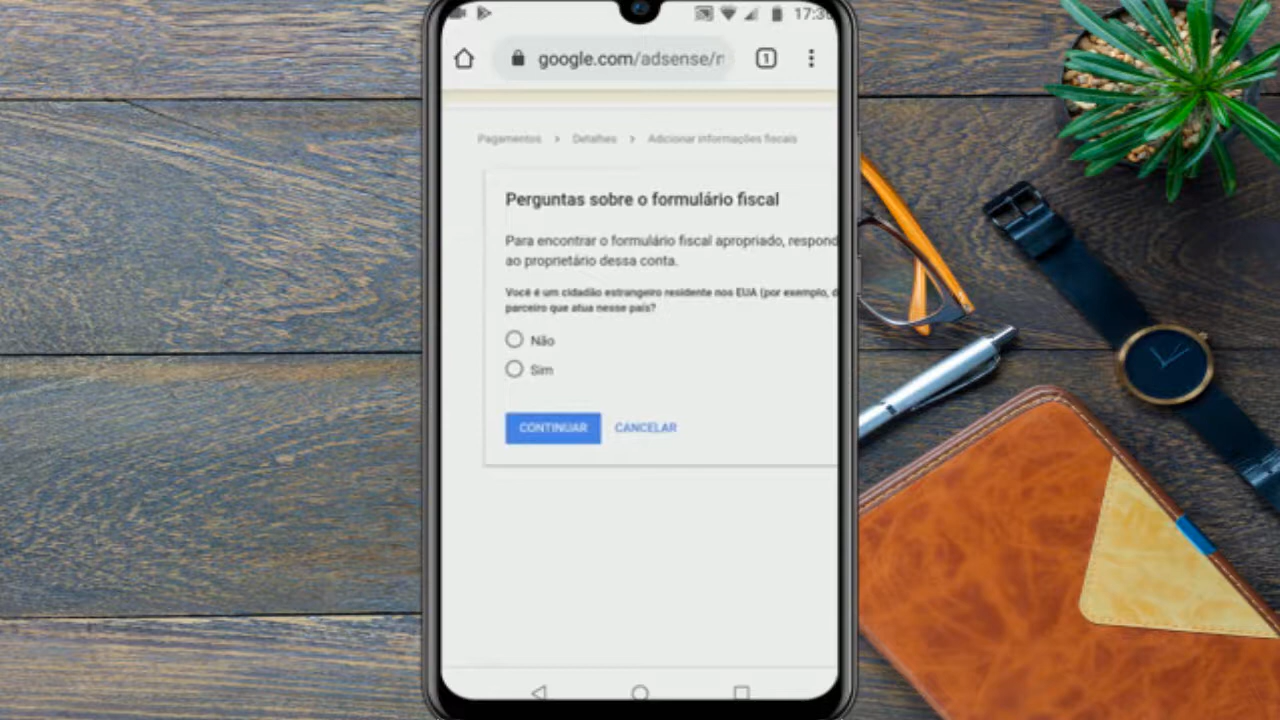 17:3
google.com/adsense/r
1
Pagamentos > Detalhes > Adicionar informações fiscais
Perguntas sobre o formulário fiscal
Para encontrar o formulário fiscal apropriado, respond
ao proprietário dessa conta.
Você é um cidadão estrangeiro residente nos EUA (por exemplo, d
parceiro que atua nesse país?
Não
Sim
CONTINUAR CANCELAR